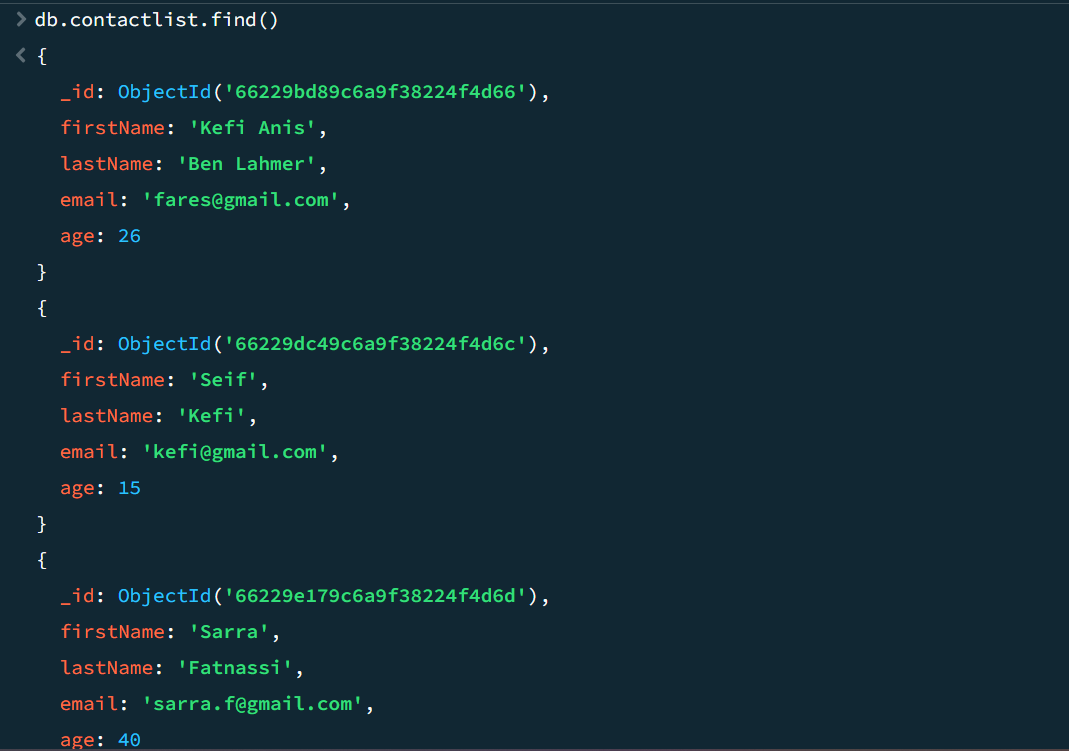 > db.contactlist.find()
< {
_id: ObjectId('66229bd89c6a9f38224f4d66'),
firstName: 'Kefi Anis',
lastName: 'Ben Lahmer',
email: 'fares@gmail.com',
age: 26
}
{
_id: ObjectId('66229dc49c6a9f38224f4d6c'),
firstName: 'Seif',
lastName: 'Kefi',
email: 'kefi@gmail.com',
age: 15
}
{
_id: ObjectId('66229e179c6a9f38224f4d6d'),
firstName: 'Sarra',
lastName: 'Fatnassi',
email: 'sarra.f@gmail.com',
age: 40